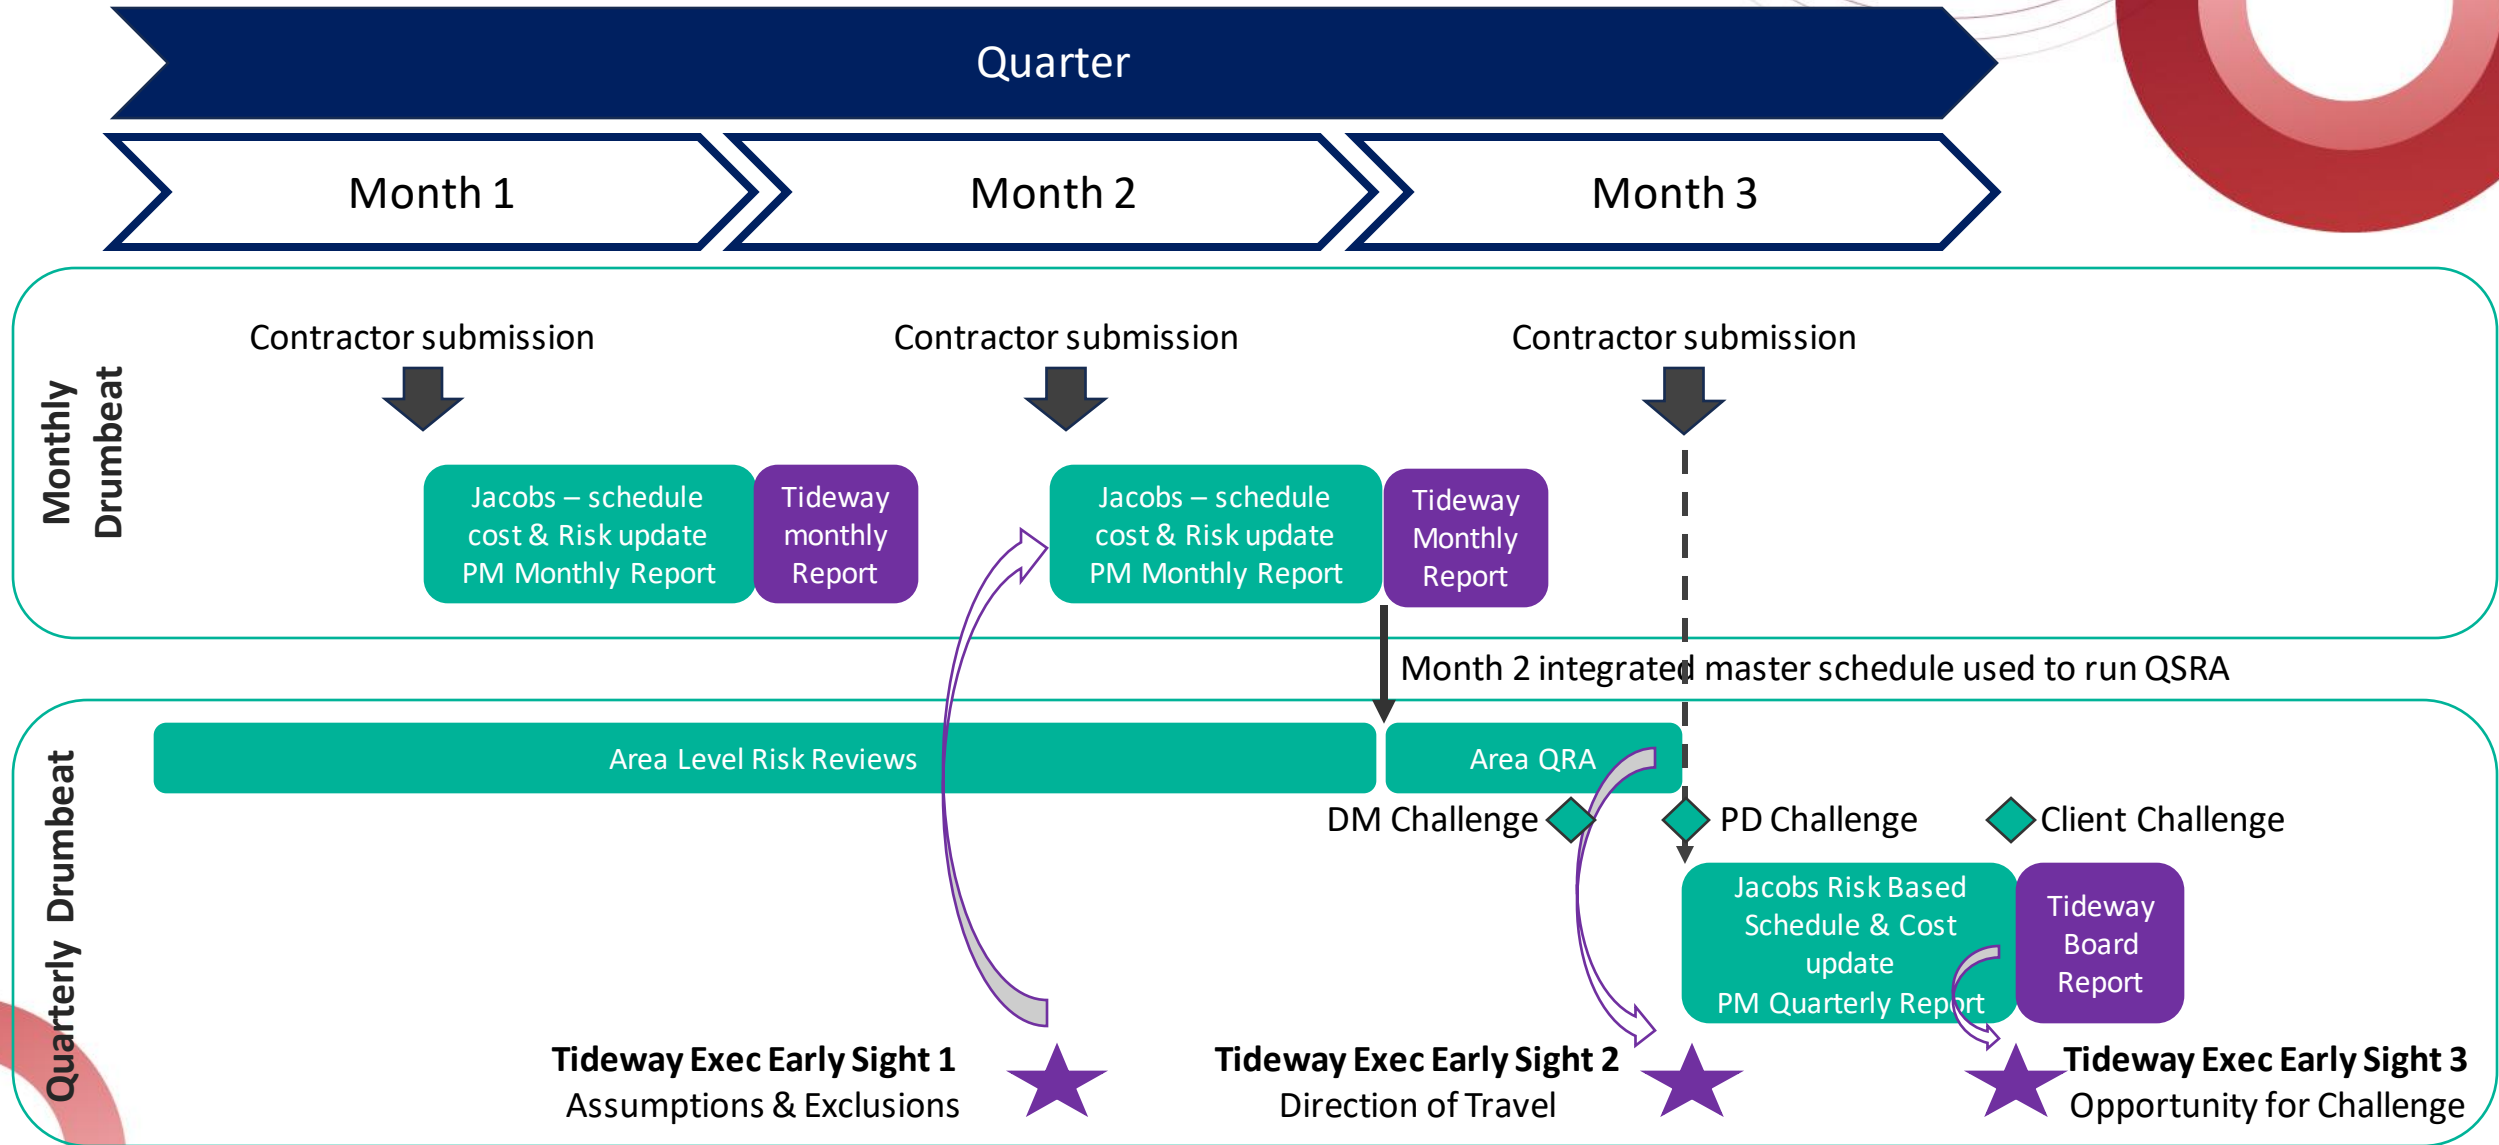 Quarter
Month 1
Month 2
Month 3
Monthly
Drumbeat
Contractor submission
Contractor submission
Contractor submission
Jacobs – schedule
cost & Risk update
PM Monthly Report
Tideway
monthly
Report
Jacobs – schedule
cost & Risk update
PM Monthly Report
Tideway
Monthly
Report
Month 2 integrated master schedule used to run QSRA
Quarterly Drumbeat
Area Level Risk Reviews
Area QRA
DM Challenge
PD Challenge
Client Challenge
Jacobs Risk Based
Schedule & Cost
update
PM Quarterly Report
Tideway
Board
Report
Tideway Exec Early Sight 1
Assumptions & Exclusions
Tideway Exec Early Sight 2
Direction of Travel
Tideway Exec Early Sight 3
Opportunity for Challenge